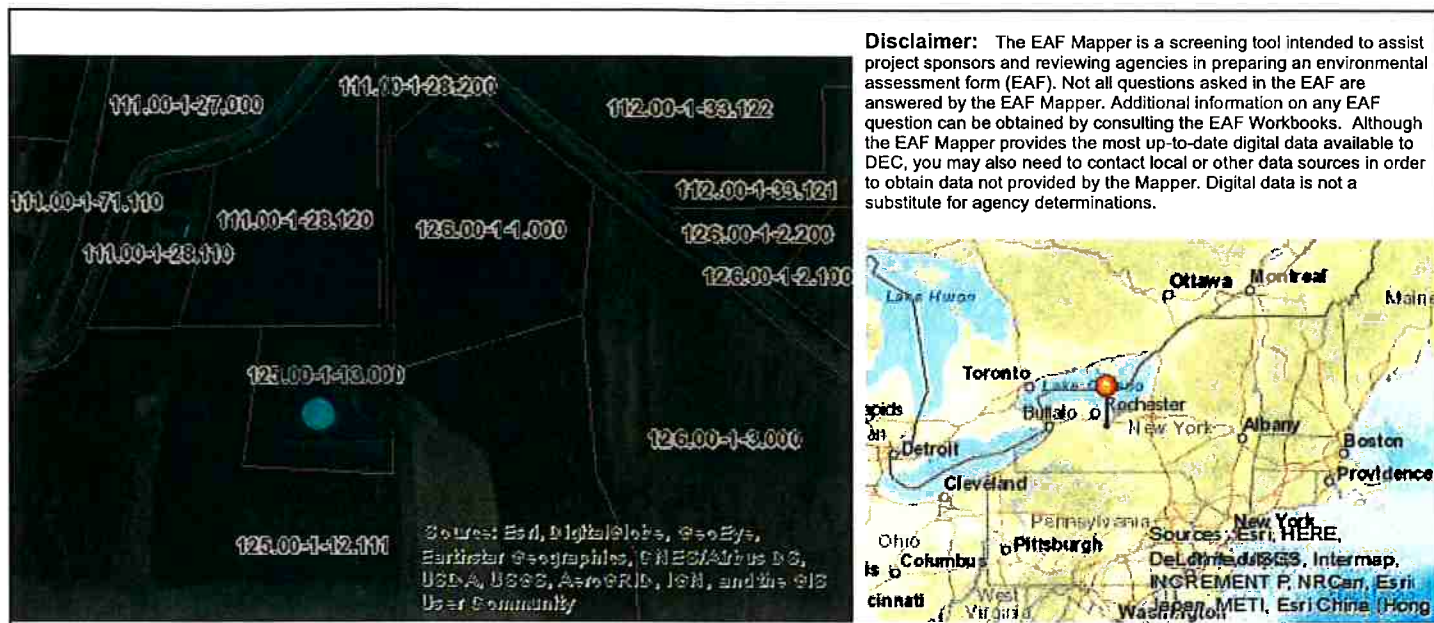 Disclaimer: The EAF Mapper is a screening tool intended to assist
project sponsors and reviewing agencies in preparing an environmental
assessment form (EAF). Not all questions asked in the EAF are
answered by the EAF Mapper. Additional information on any EAF
question can be obtained by consulting the EAF Workbooks. Although
the EAF Mapper provides the most up-to-date digital data available to
DEC, you may also need to contact local or other data sources in order
to obtain data not provided by the Mapper. Digital data is not a
substitute for agency determinations.
111.00-1-27.000
111.00-1-28.200
112.00-1-33.122
111.00-1-71.110
111.00-1-28.120
111.00-1-28.110
126.00-1-1.000
112.00-1-33.121
126.00-1-2.200
126.00-1-2.100
125.00-1-13.000
126.00-1-3.000
125.00-1-12.111
Sources: Esri, DigitalGlobe, GeoEye,
Earthstar Geographics, CNES/Airbus DS,
USDA, USGS, AeroGRID, IGN, and the GIS
User Community
Ottawa
Montreal
Lake Huron
Maine
Toronto
Buffalo
Rochester
New York
Albany
Detroit
Boston
Providence
Cleveland
Pennsylvania
New York
Ohio
Pittsburgh
Columbus
West
Virginia
Washington
cinnati
Sources: Esri, HERE,
Intermap,
INCREMENT P, NRCan, Esri
Japan, METI, Esri China (Hong